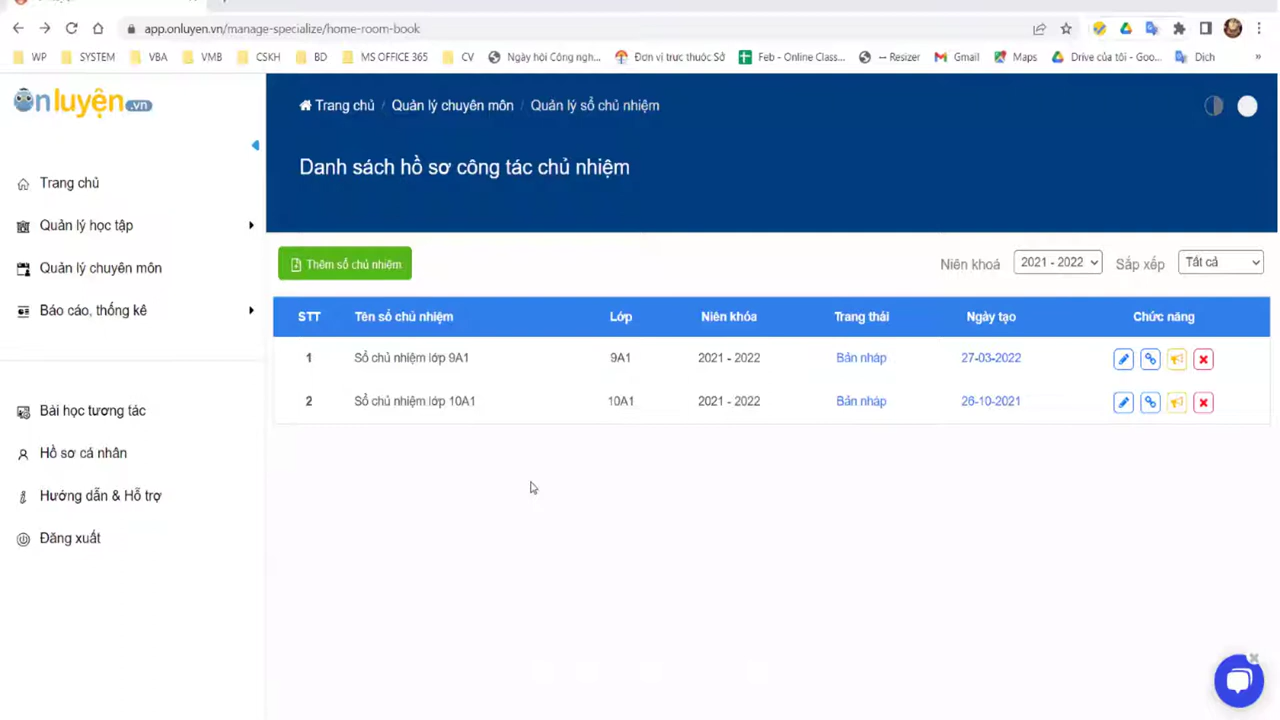 app.onluyen.vn/manage-specialize/home-room-book
WP SYSTEM VBA VMB CSKH BD MS OFFICE 365 CV Ngày hội Công ngh... Đơn vị trực thuộc Sở Feb - Online Class... -- Resizer Gmail Maps Drive của tôi - Goo... Dịch »
ônluyện.vn
Trang chủ / Quản lý chuyên môn / Quản lý sổ chủ nhiệm
Danh sách hồ sơ công tác chủ nhiệm
Trang chủ
Quản lý học tập
Quản lý chuyên môn
Báo cáo, thống kê
Bài học tương tác
Hồ sơ cá nhân
Hướng dẫn & Hỗ trợ
Đăng xuất
Thêm sổ chủ nhiệm
Niên khoá 2021 - 2022 Sắp xếp Tất cả
STT Tên sổ chủ nhiệm Lớp Niên khóa Trạng thái Ngày tạo Chức năng
1 Sổ chủ nhiệm lớp 9A1 9A1 2021 - 2022 Bản nháp 27-03-2022
2 Sổ chủ nhiệm lớp 10A1 10A1 2021 - 2022 Bản nháp 26-10-2021